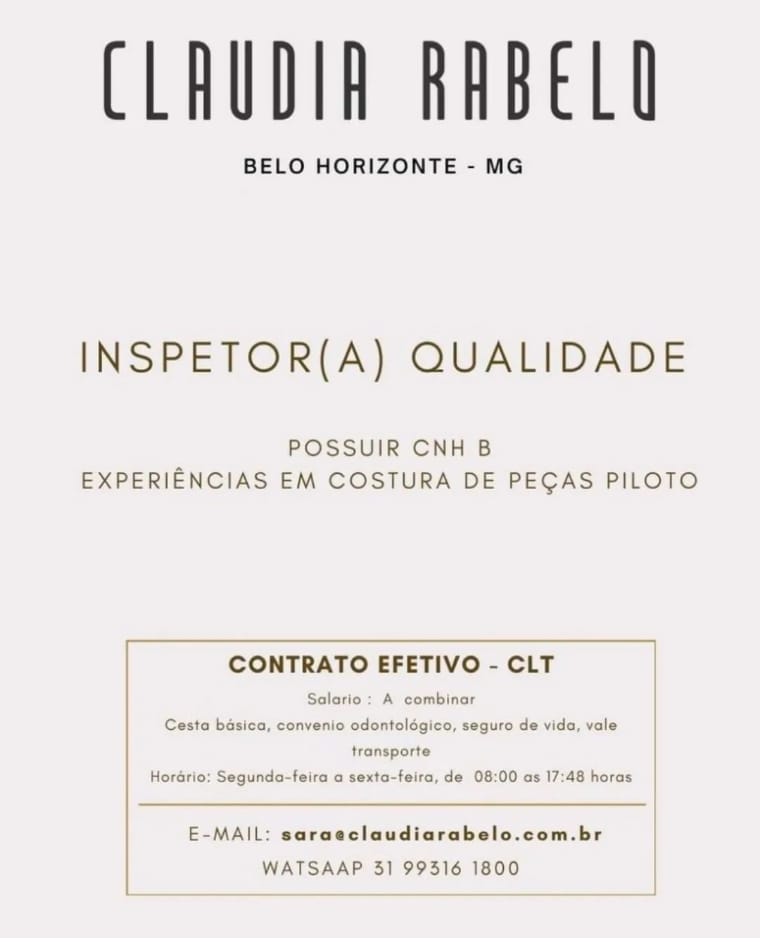 CLAUDIA RABELO
BELO HORIZONTE - MG
INSPETOR(A) QUALIDADE
POSSUIR CNH B
EXPERIÊNCIAS EM COSTURA DE PEÇAS PILOTO
CONTRATO EFETIVO - CLT
Salario : A combinar
Cesta básica, convenio odontológico, seguro de vida, vale
transporte
Horário: Segunda-feira a sexta-feira, de 08:00 as 17:48 horas
E-MAIL: sara@claudiarabelo.com.br
WATSAAP 31 99316 1800